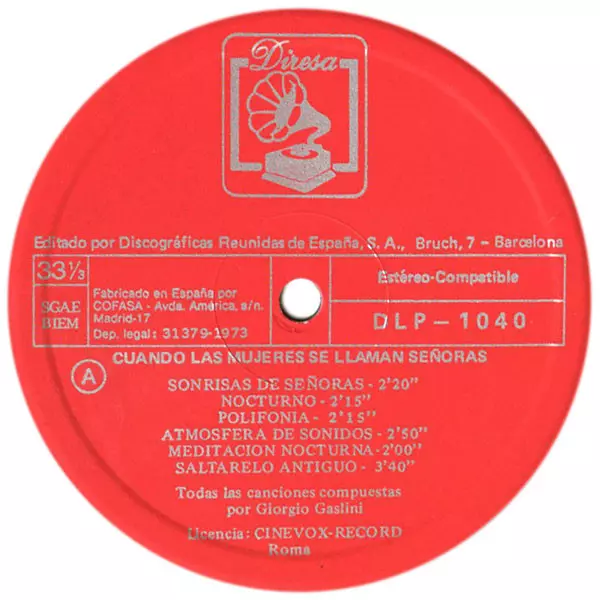 Diresa
Editado por Discográficas Reunidas de España, S. A., Bruch, 7 – Barcelona
33 1/3
SGAE
BIEM
Fabricado en España por
COFASA - Avda. América, s/n.
Madrid-17
Dep. legal: 31379-1973
Estéreo-Compatible
DLP – 1040
CUANDO LAS MUJERES SE LLAMAN SEÑORAS
A
SONRISAS DE SEÑORAS - 2'20"
NOCTURNO - 2'15"
POLIFONIA - 2'15"
ATMOSFERA DE SONIDOS - 2'50"
MEDITACION NOCTURNA - 2'00"
SALTARELO ANTIGUO - 3'40"
Todas las canciones compuestas
por Giorgio Gaslini
Licencia: CINEVOX-RECORD
Roma